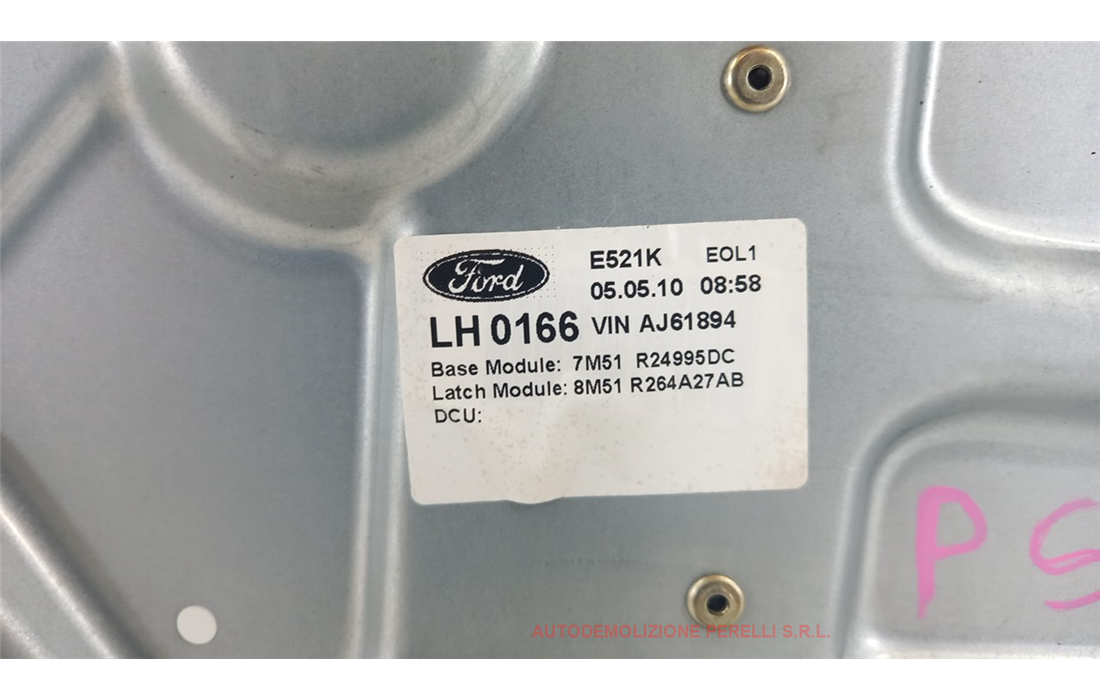 Ford E521K EOL1
05.05.10 08:58
LH 0166 VIN AJ61894
Base Module: 7M51 R24995DC
Latch Module: 8M51 R264A27AB
DCU:
PS
AUTODEMOLIZIONE PERELLI S.R.L.